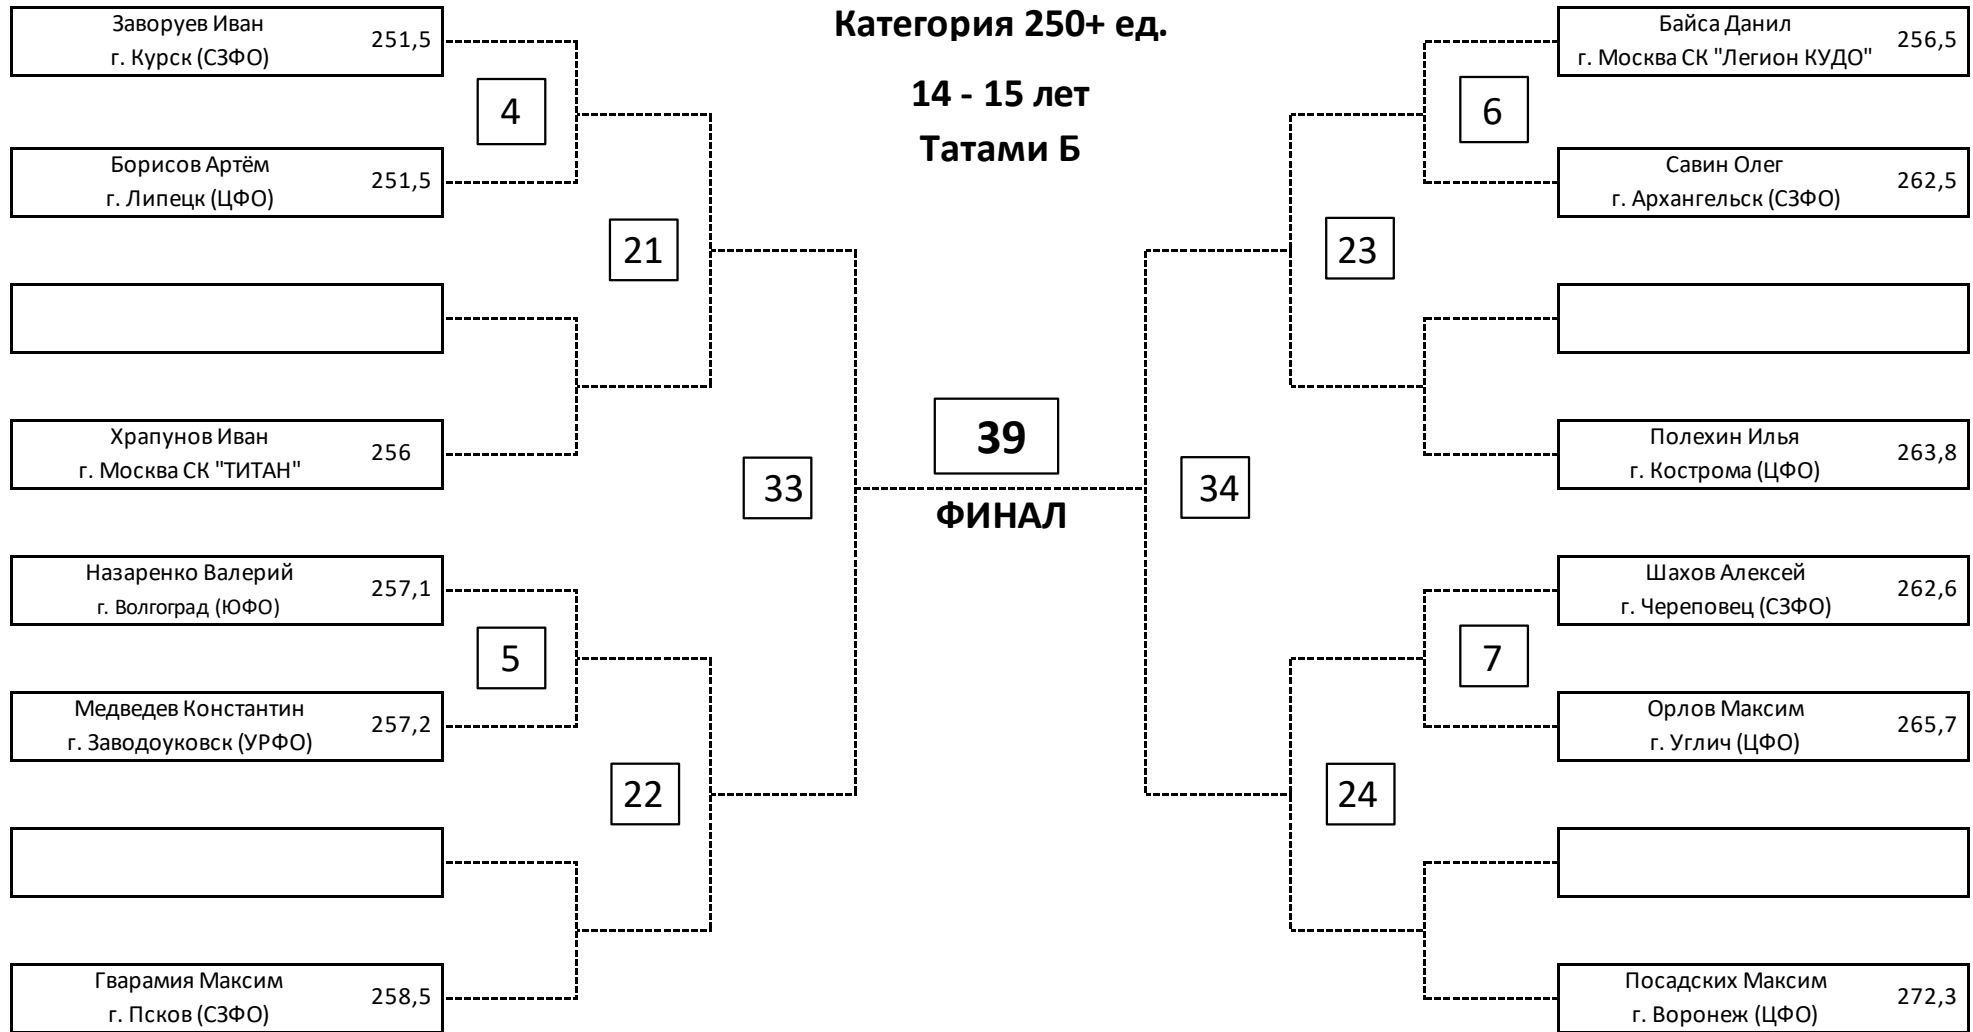 Категория 250+ ед.
14 - 15 лет
Татами Б
Заворуев Иван
г. Курск (СЗФО)
251,5
4
Борисов Артём
г. Липецк (ЦФО)
251,5
21
Храпунов Иван
г. Москва СК "ТИТАН"
256
33
Назаренко Валерий
г. Волгоград (ЮФО)
257,1
5
Медведев Константин
г. Заводоуковск (УРФО)
257,2
22
Гварамия Максим
г. Псков (СЗФО)
258,5
39
ФИНАЛ
Байса Данил
г. Москва СК "Легион КУДО"
256,5
6
Савин Олег
г. Архангельск (СЗФО)
262,5
23
Полехин Илья
г. Кострома (ЦФО)
263,8
34
Шахов Алексей
г. Череповец (СЗФО)
262,6
7
Орлов Максим
г. Углич (ЦФО)
265,7
24
Посадских Максим
г. Воронеж (ЦФО)
272,3